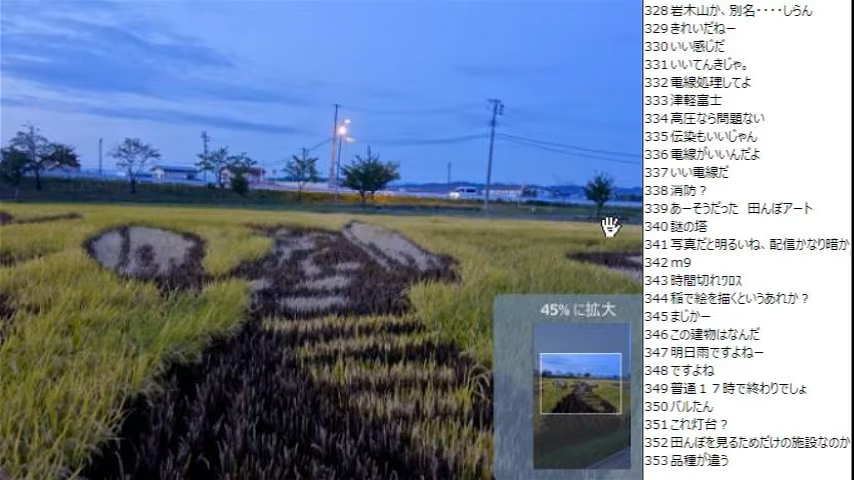 45% に拡大
328 岩木山か、別名・・・・しらん
329 きれいだねー
330 いい感じだ
331 いいてんきじゃ。
332 電線処理してよ
333 津軽富士
334 高圧なら問題ない
335 伝染もいいじゃん
336 電線がいいんだよ
337 いい電線だ
338 消防？
339 あーそうだった　田んぼアート
340 謎の塔
341 写真だと明るいね、配信かなり暗か
342 m9
343 時間切れｸﾛｽ
344 稲で絵を描くというあれか？
345 まじかー
346 この建物はなんだ
347 明日雨ですよねー
348 ですよね
349 普通１７時で終わりでしょ
350 バルたん
351 これ灯台？
352 田んぼを見るためだけの施設なのか
353 品種が違う